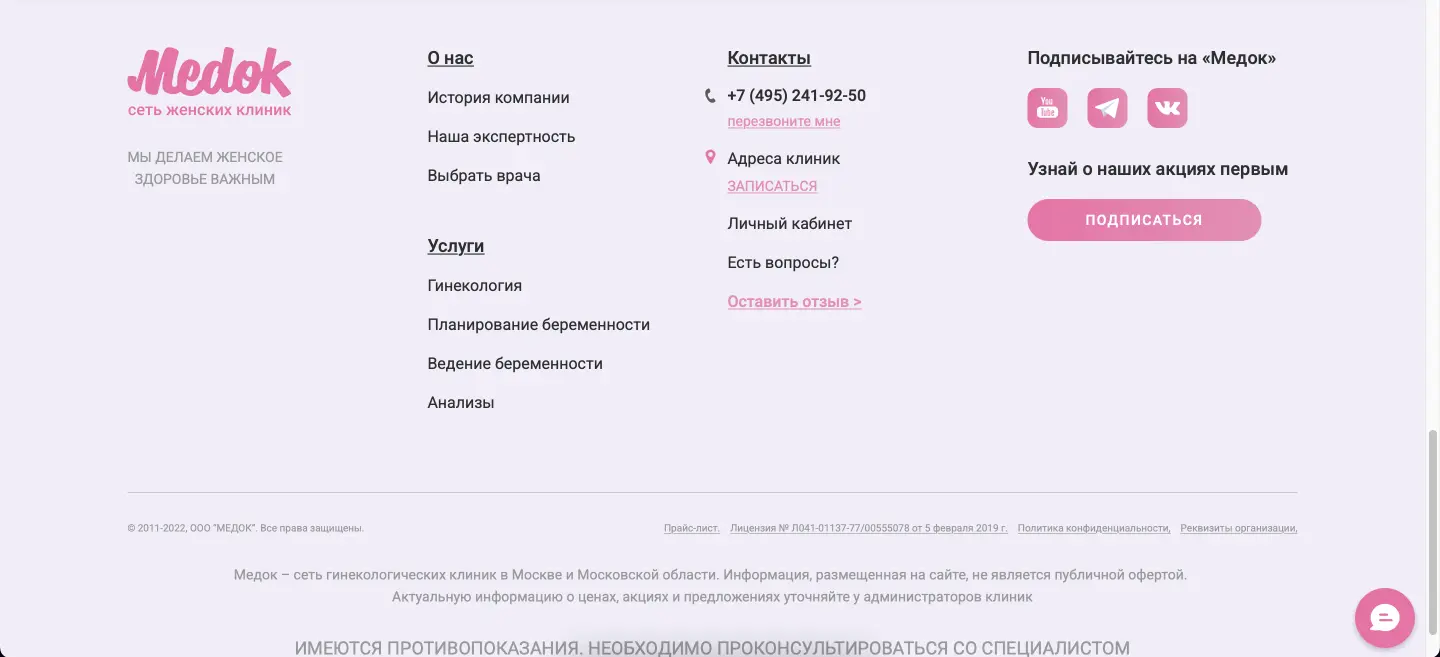 Medok
сеть женских клиник
МЫ ДЕЛАЕМ ЖЕНСКОЕ
ЗДОРОВЬЕ ВАЖНЫМ
О нас
История компании
Наша экспертность
Выбрать врача
Услуги
Гинекология
Планирование беременности
Ведение беременности
Анализы
Контакты
+7 (495) 241-92-50
перезвоните мне
Адреса клиник
ЗАПИСАТЬСЯ
Личный кабинет
Есть вопросы?
Оставить отзыв >
Подписывайтесь на «Медок»
You
Tube
Узнай о наших акциях первым
ПОДПИСАТЬСЯ
© 2011-2022, ООО "МЕДОК". Все права защищены.
Прайс-лист. Лицензия № Л041-01137-77/00555078 от 5 февраля 2019 г. Политика конфиденциальности, Реквизиты организации,
Медок – сеть гинекологических клиник в Москве и Московской области. Информация, размещенная на сайте, не является публичной офертой.
Актуальную информацию о ценах, акциях и предложениях уточняйте у администраторов клиник
ИМЕЮТСЯ ПРОТИВОПОКАЗАНИЯ. НЕОБХОДИМО ПРОКОНСУЛЬТИРОВАТЬСЯ СО СПЕЦИАЛИСТОМ